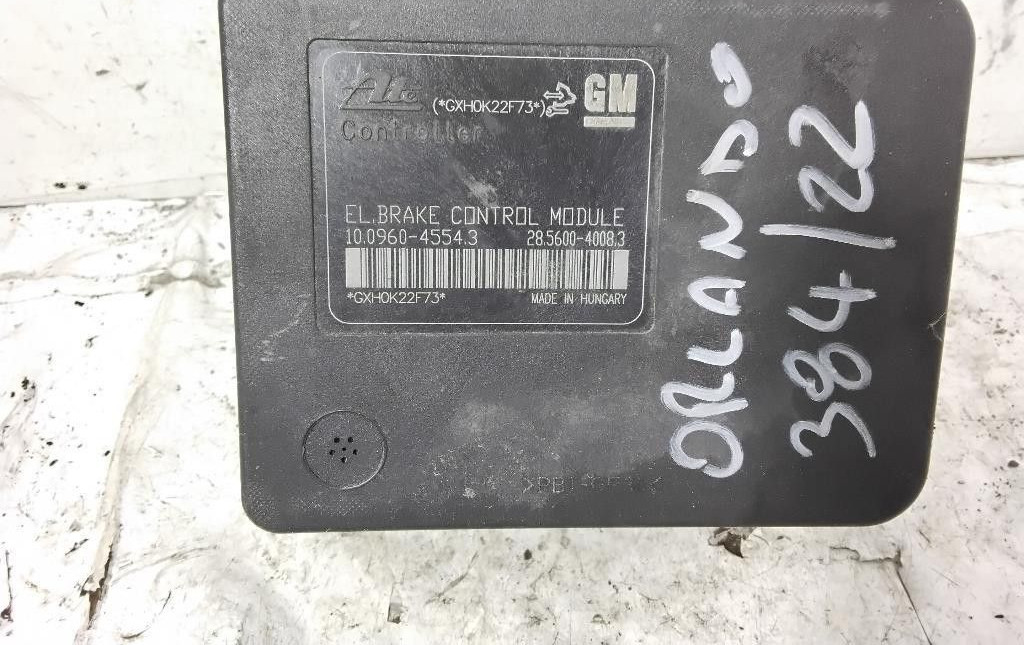 Ate (*GXH0K22F73*) GM
Controller
EL.BRAKE CONTROL MODULE
10.0960-4554.3 28.5600-4008.3
*GXH0K22F73*
MADE IN HUNGARY
ORLANDO
384/22